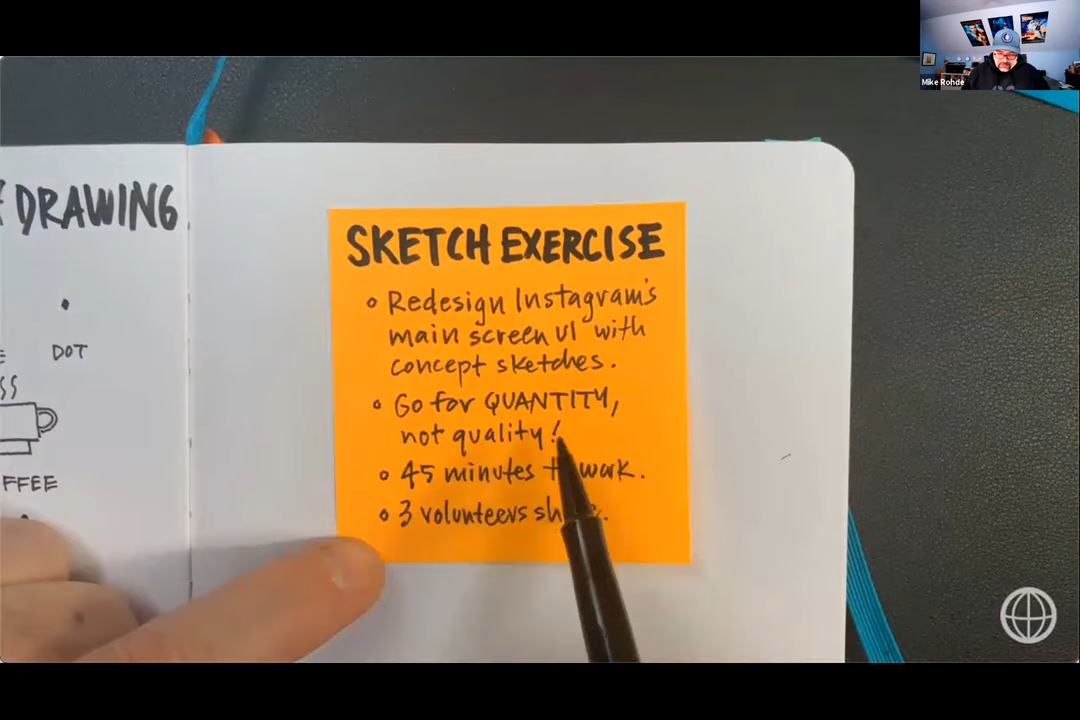 Mike Rohde
DRAWING
DOT
FFEE
SKETCH EXERCISE
Redesign Instagram's
main screen UI with
concept sketches.
Go for QUANTITY,
not quality!
45 minutes work.
3 volunteers